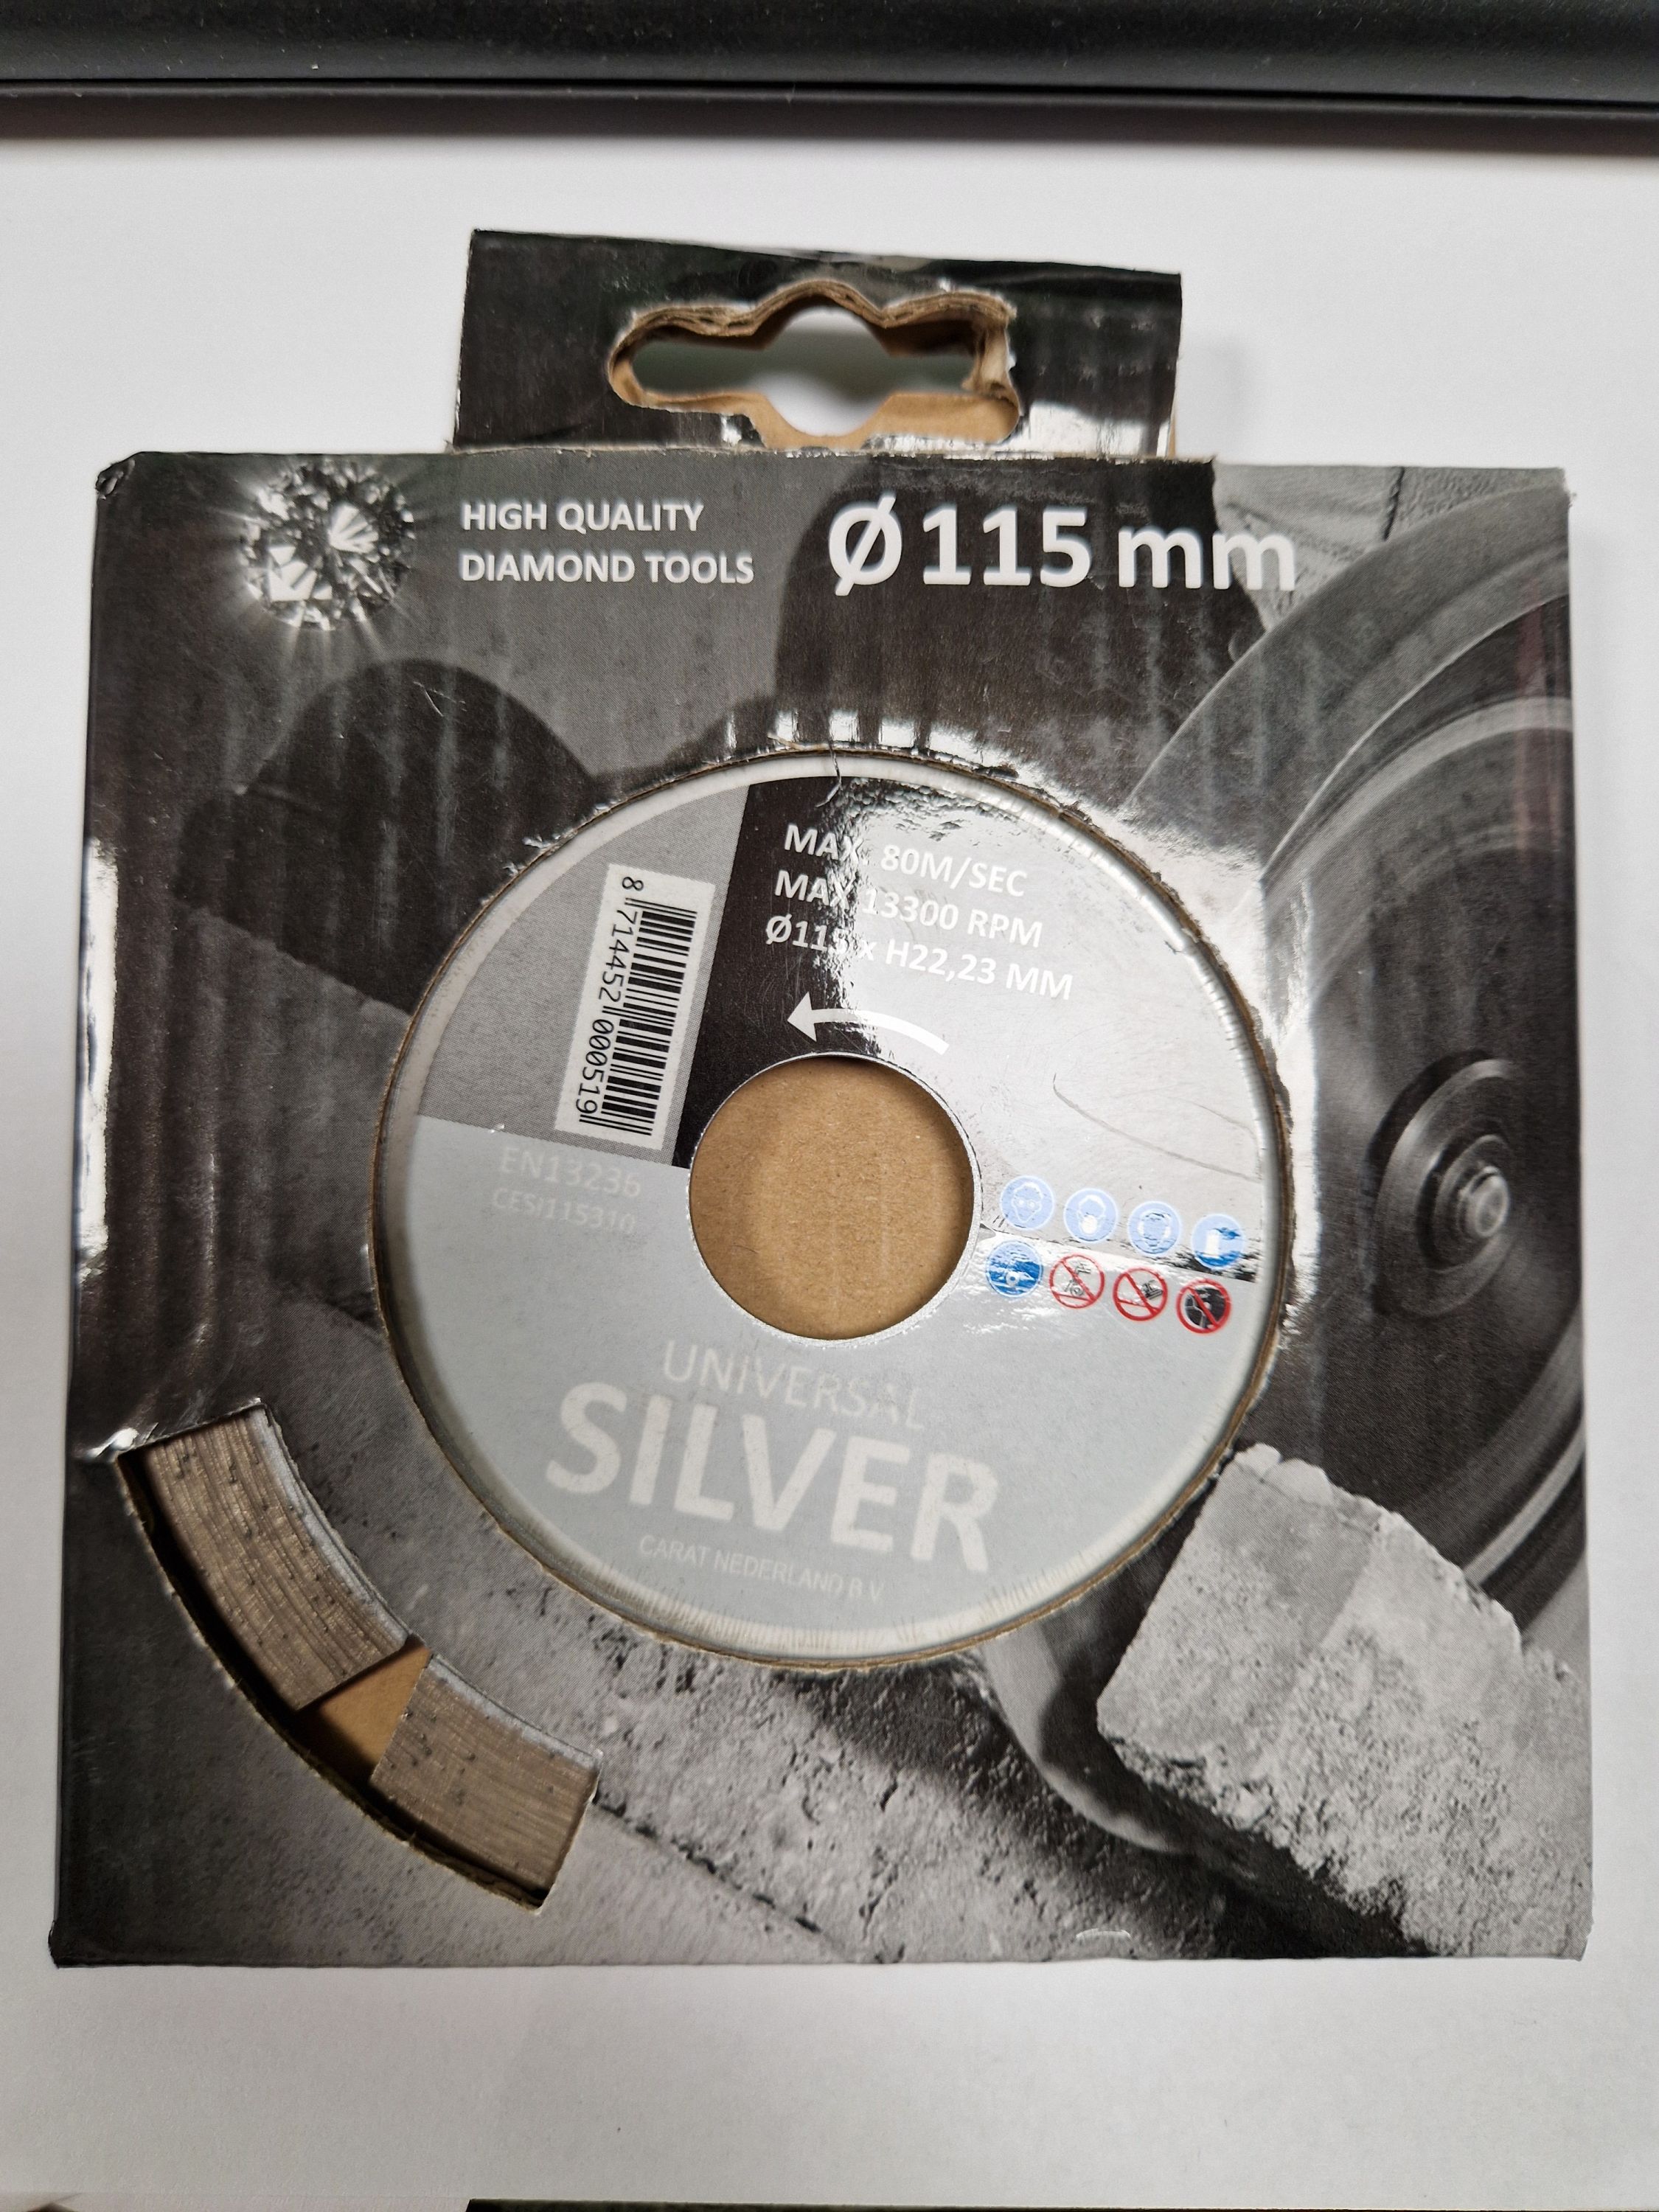 HIGH QUALITY
DIAMOND TOOLS
Ø 115 mm
MAX. 80M/SEC
MAX 13300 RPM
Ø115 x H22,23 MM
8 714452 000519
EN13236
CESI115310
UNIVERSAL
SILVER
CARAT NEDERLAND B.V.